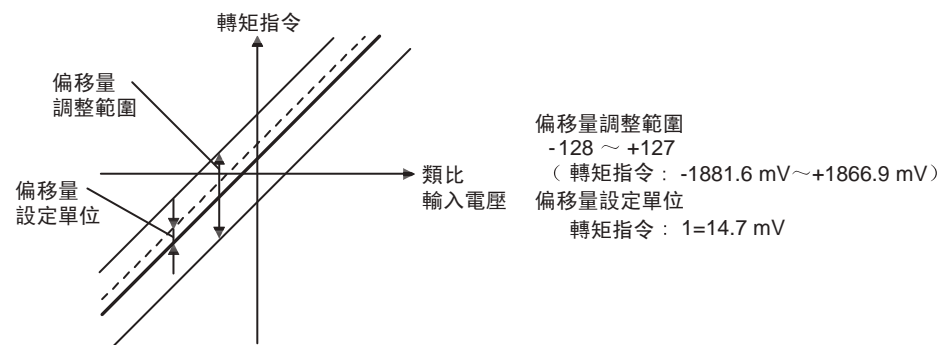 轉矩指令
偏移量
調整範圍
偏移量
設定單位
類比
輸入電壓
偏移量調整範圍
-128 ～ +127
（ 轉矩指令： -1881.6 mV～+1866.9 mV）
偏移量設定單位
轉矩指令： 1=14.7 mV